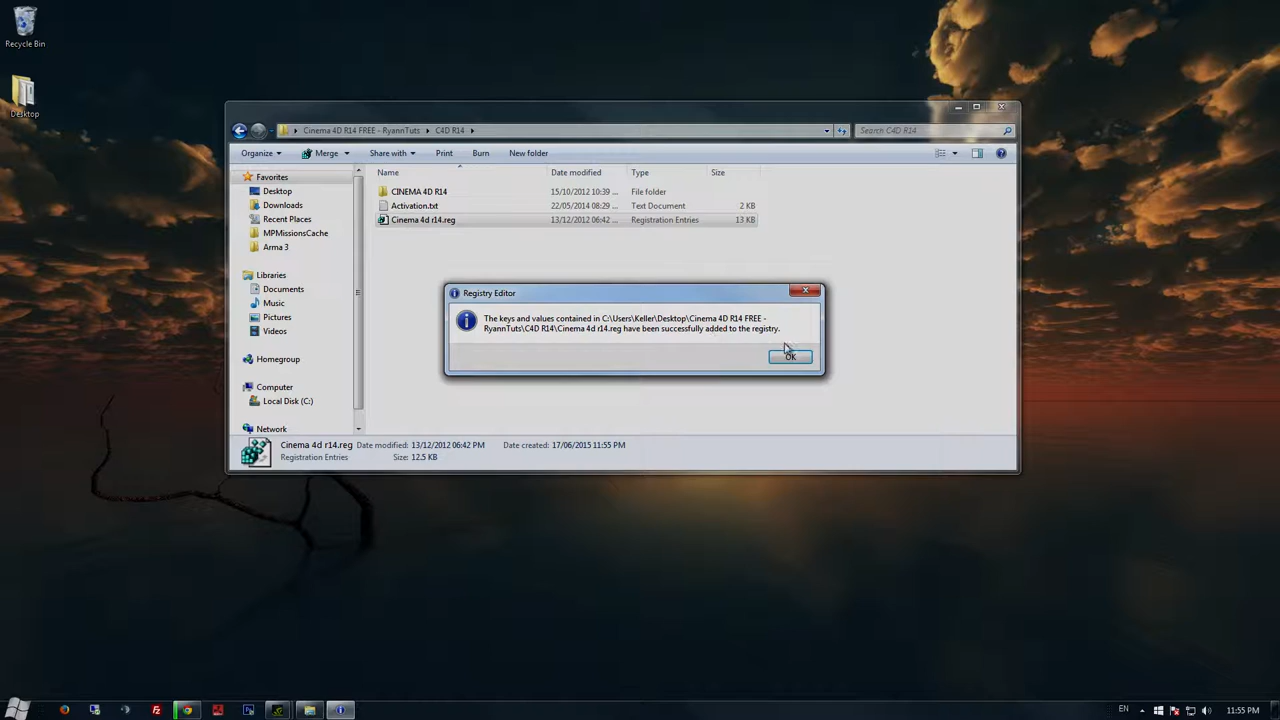 Recycle Bin
Desktop
Cinema 4D R14 FREE - RyannTuts
C4D R14
Search C4D R14
Organize
Merge
Share with
Print
Burn
New folder
Favorites
Desktop
Downloads
Recent Places
MPMissionsCache
Arma 3
Libraries
Documents
Music
Pictures
Videos
Homegroup
Computer
Local Disk (C:)
Network
Name Date modified Type Size
CINEMA 4D R14 15/10/2012 10:39 ... File folder
Activation.txt 22/05/2014 08:29 ... Text Document 2 KB
Cinema 4d r14.reg 13/12/2012 06:42 ... Registration Entries 13 KB
Registry Editor
The keys and values contained in C:\Users\Keller\Desktop\Cinema 4D R14 FREE -
RyannTuts\C4D R14\Cinema 4d r14.reg have been successfully added to the registry.
OK
Cinema 4d r14.reg Date modified: 13/12/2012 06:42 PM Date created: 17/06/2015 11:55 PM
Registration Entries Size: 12,5 KB
EN
11:55 PM